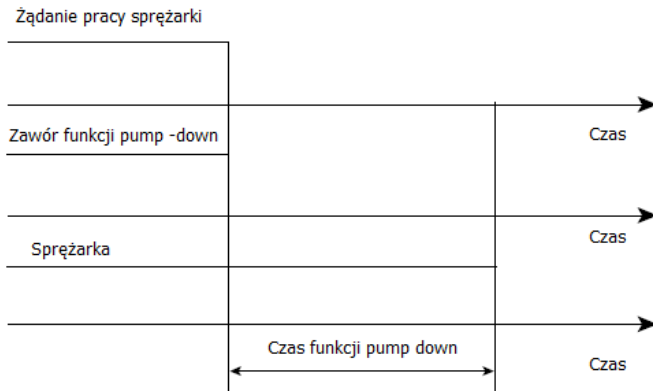 Żądanie pracy sprężarki
Zawór funkcji pump -down
Czas
Sprężarka
Czas
Czas funkcji pump down
Czas